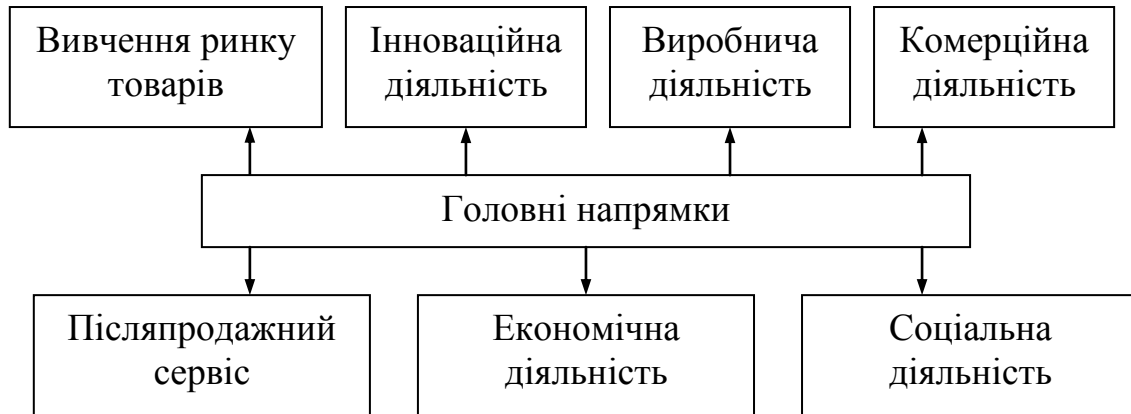 Вивчення ринку
товарів
Інноваційна
діяльність
Виробнича
діяльність
Комерційна
діяльність
Головні напрямки
Післяпродажний
сервіс
Економічна
діяльність
Соціальна
діяльність